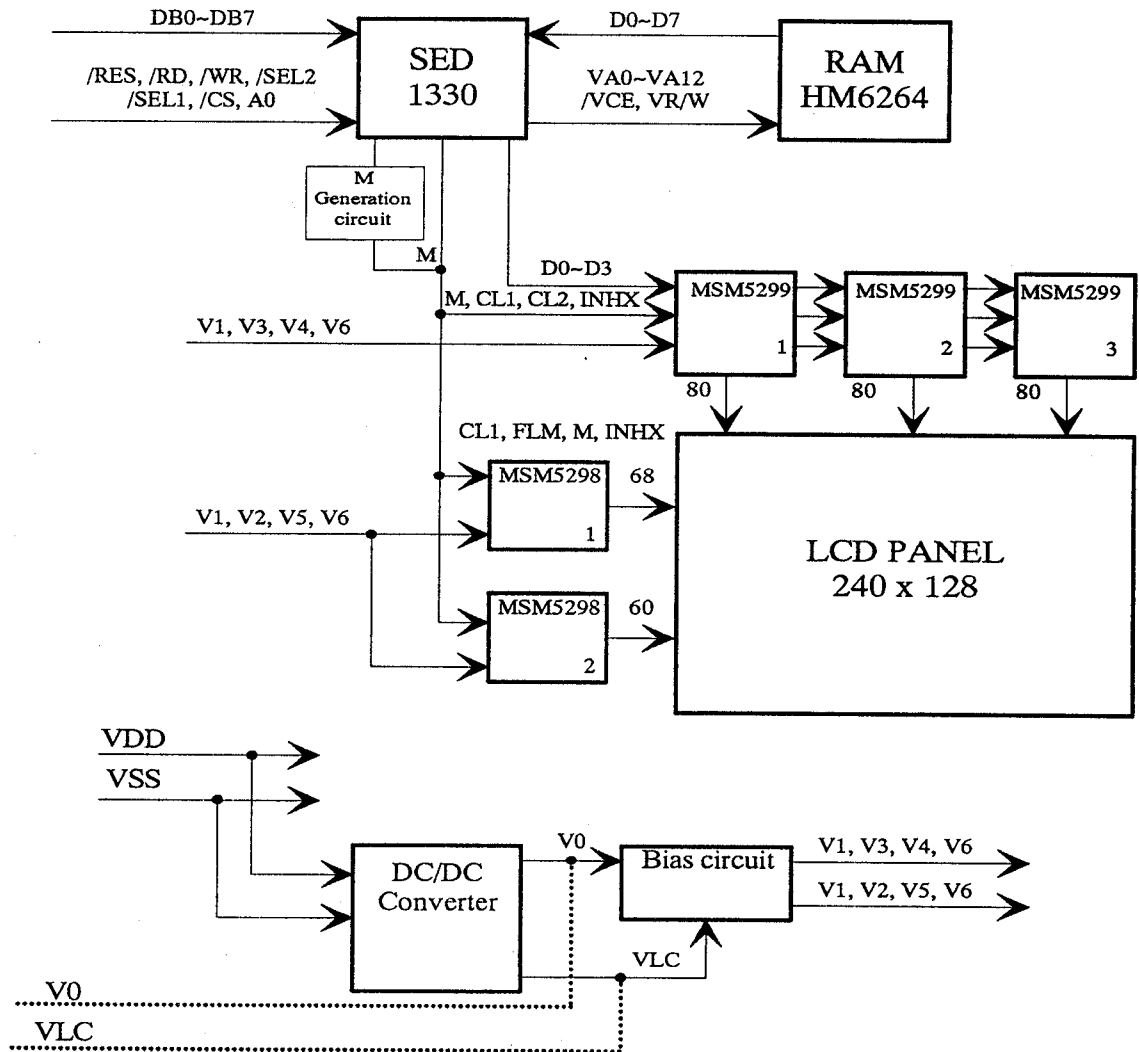 DB0~DB7
D0~D7
SED
1330
RAM
HM6264
/RES, /RD, /WR, /SEL2
/SEL1, /CS, A0
VA0~VA12
/VCE, VR/W
M
Generation
circuit
M
D0~D3
M, CL1, CL2, INHX
V1, V3, V4, V6
MSM5299
1
MSM5299
2
MSM5299
3
80
80
80
CL1, FLM, M, INHX
MSM5298
1
68
V1, V2, V5, V6
MSM5298
2
60
LCD PANEL
240 x 128
VDD
VSS
DC/DC
Converter
V0
Bias circuit
V1, V3, V4, V6
V1, V2, V5, V6
VLC
V0
VLC